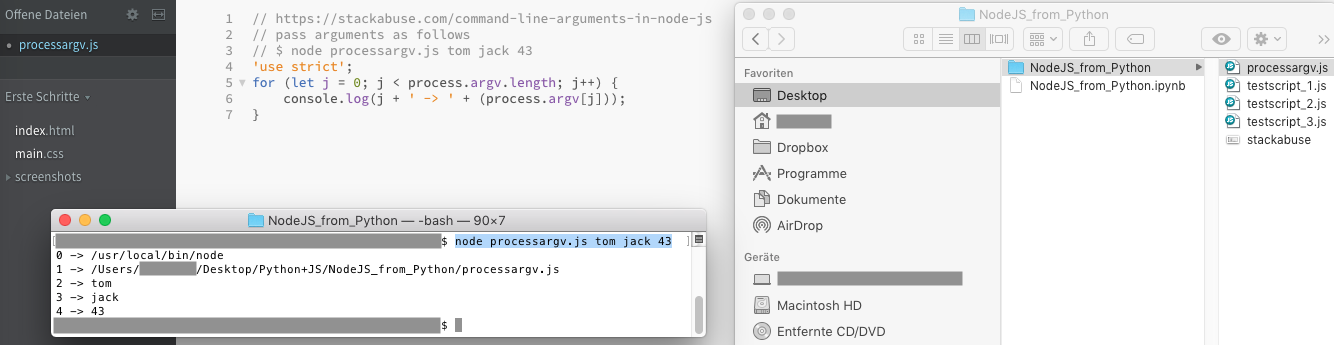 Offene Dateien
processargv.js
Erste Schritte
index.html
main.css
screenshots
1 // https://stackabuse.com/command-line-arguments-in-node-js
2 // pass arguments as follows
3 // $ node processargv.js tom jack 43
4 'use strict';
5 for (let j = 0; j < process.argv.length; j++) {
6 console.log(j + ' -> ' + (process.argv[j]));
7 }
NodeJS_from_Python — -bash — 90×7
[ $ node processargv.js tom jack 43 ]
0 -> /usr/local/bin/node
1 -> /Users/ /Desktop/Python+JS/NodeJS_from_Python/processargv.js
2 -> tom
3 -> jack
4 -> 43
$
NodeJS_from_Python
Favoriten
Desktop
Dropbox
Programme
Dokumente
AirDrop
Geräte
Macintosh HD
Entfernte CD/DVD
NodeJS_from_Python
NodeJS_from_Python.ipynb
processargv.js
testscript_1.js
testscript_2.js
testscript_3.js
stackabuse